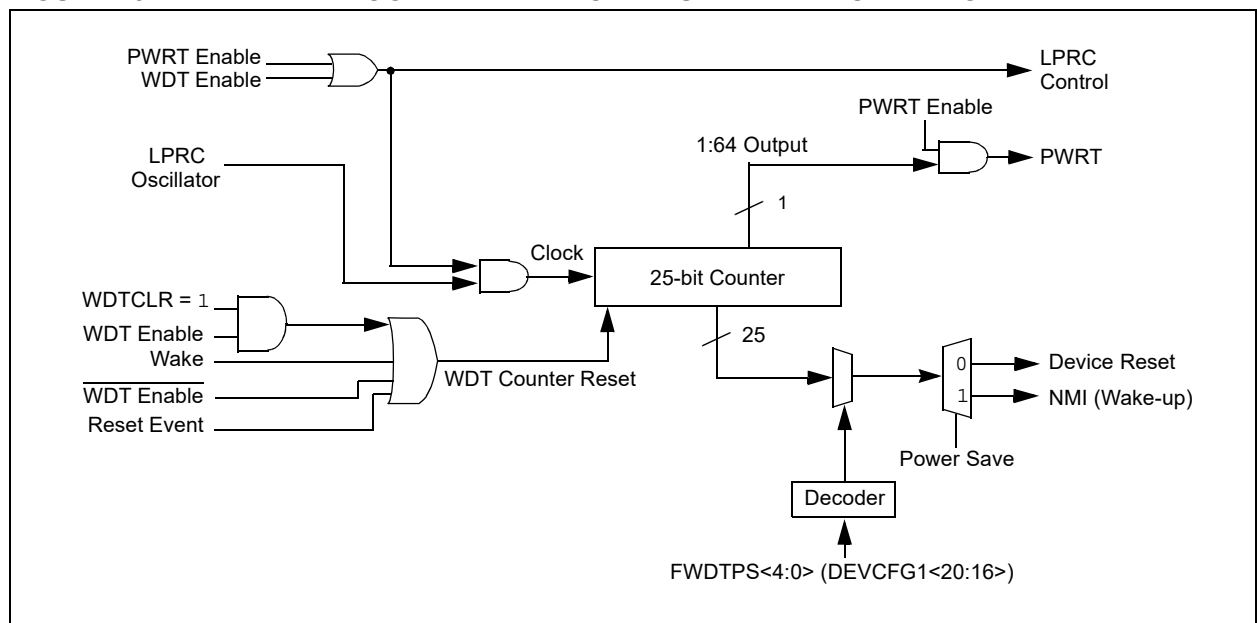 PWRT Enable
WDT Enable
LPRC
Control
PWRT Enable
1:64 Output
PWRT
LPRC
Oscillator
1
Clock
25-bit Counter
WDTCLR = 1
WDT Enable
Wake
WDT Enable
Reset Event
WDT Counter Reset
25
0
1
Device Reset
NMI (Wake-up)
Power Save
Decoder
FWDTPS<4:0> (DEVCFG1<20:16>)